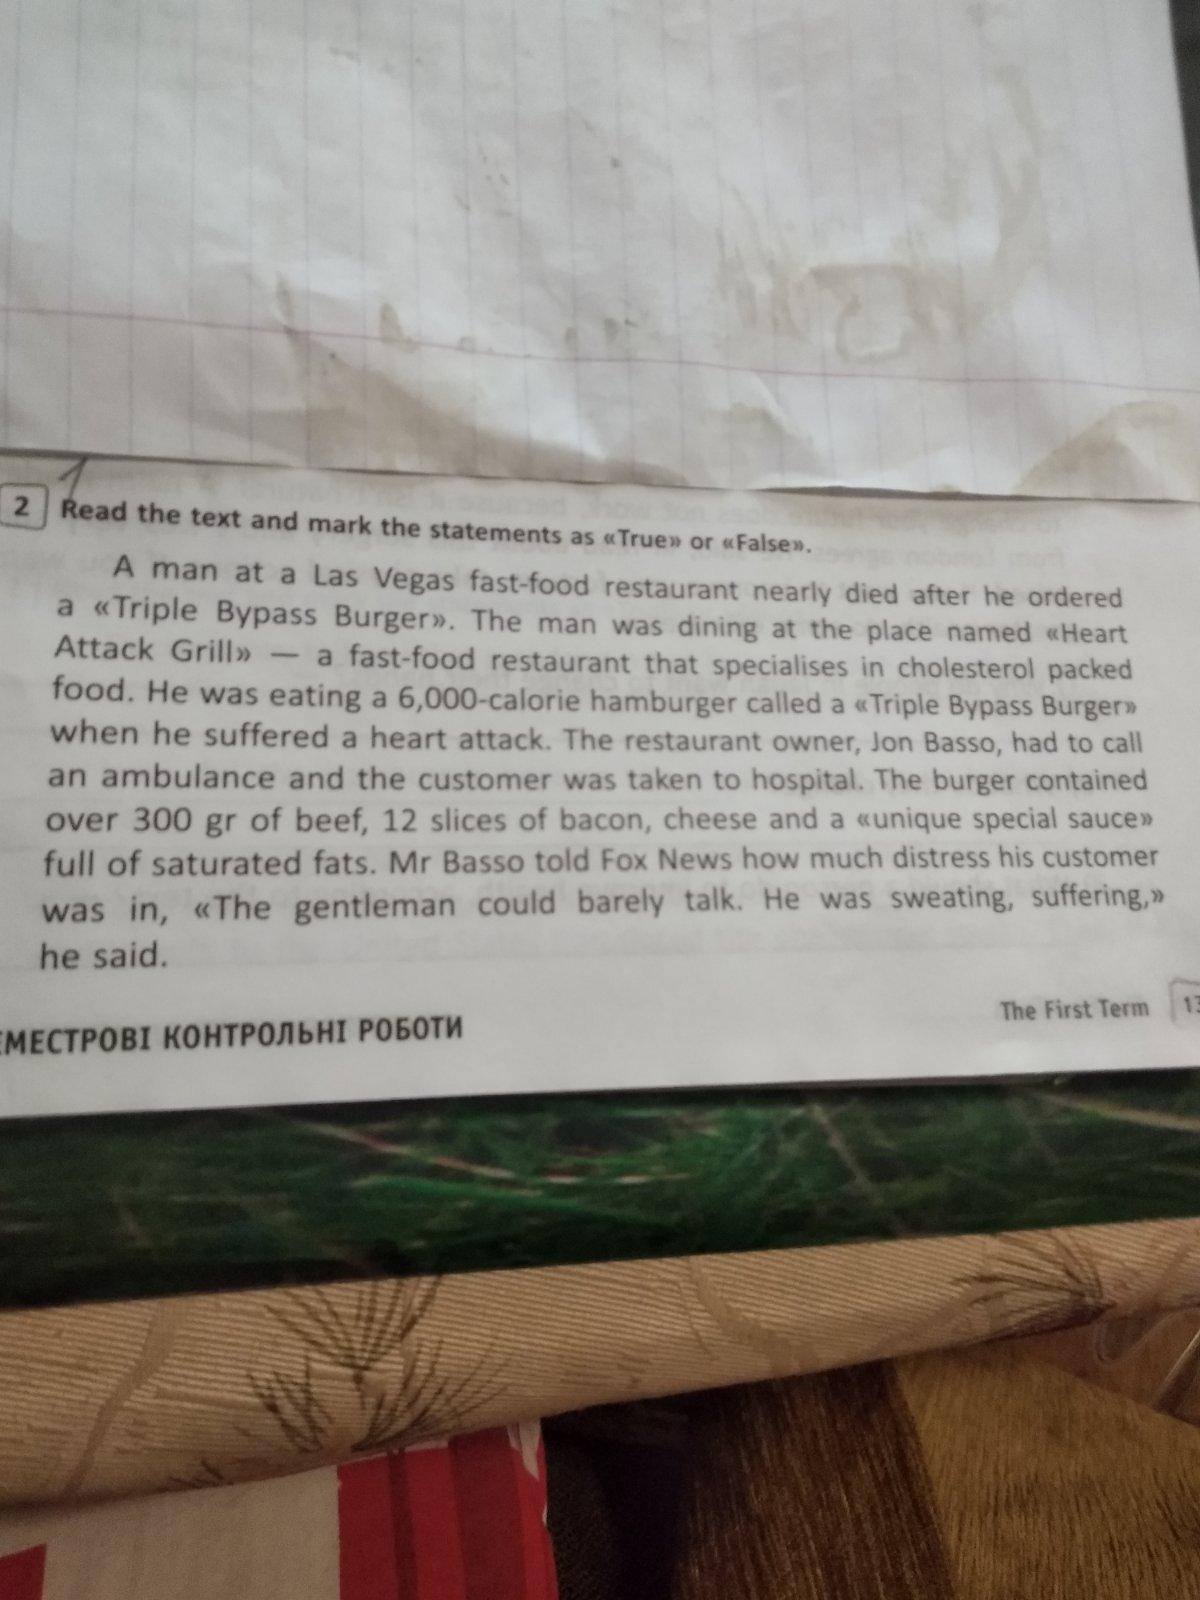 2 Read the text and mark the statements as «True» or «False».
A man at a Las Vegas fast-food restaurant nearly died after he ordered
a «Triple Bypass Burger». The man was dining at the place named «Heart
Attack Grill» — a fast-food restaurant that specialises in cholesterol packed
food. He was eating a 6,000-calorie hamburger called a «Triple Bypass Burger»
when he suffered a heart attack. The restaurant owner, Jon Basso, had to call
an ambulance and the customer was taken to hospital. The burger contained
over 300 gr of beef, 12 slices of bacon, cheese and a «unique special sauce»
full of saturated fats. Mr Basso told Fox News how much distress his customer
was in, «The gentleman could barely talk. He was sweating, suffering,»
he said.
ЕМЕСТРОВІ КОНТРОЛЬНІ РОБОТИ
The First Term 13